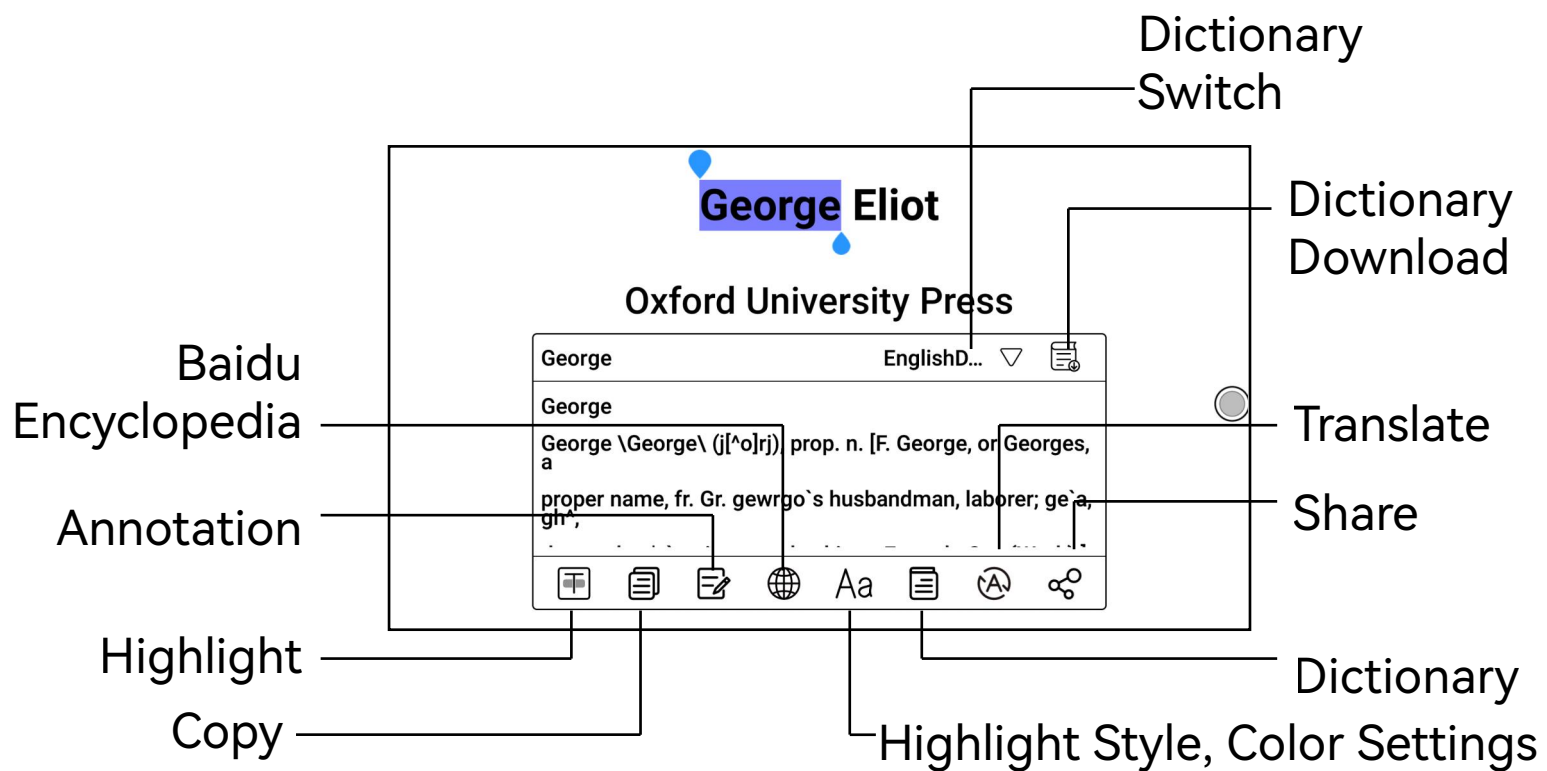 Dictionary
Switch
George Eliot
Dictionary
Download
Oxford University Press
Baidu
Encyclopedia
George
EnglishD...
George
George \George\ (j[^o]rj), prop. n. [F. George, or Georges,
a
proper name, fr. Gr. gewrgo`s husbandman, laborer; ge`a,
gh^,
Translate
Annotation
Share
Aa
Highlight
Dictionary
Copy
Highlight Style, Color Settings